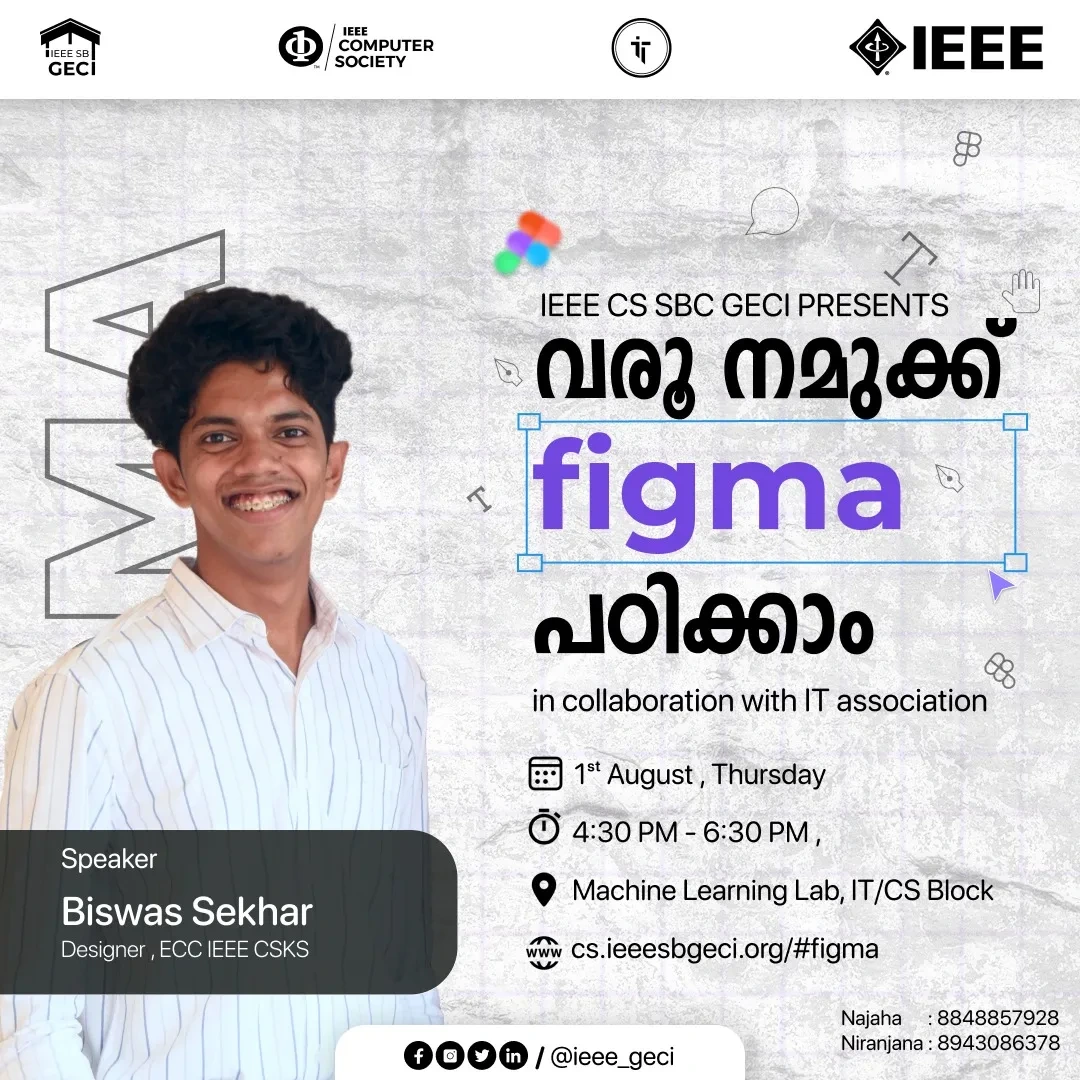 IEEE SB
GECI
IEEE
COMPUTER
SOCIETY
IEEE
IEEE CS SBC GECI PRESENTS
വരൂ നമുക്ക്
figma
പഠിക്കാം
in collaboration with IT association
1st August , Thursday
4:30 PM - 6:30 PM ,
Machine Learning Lab, IT/CS Block
www cs.ieeesbgeci.org/#figma
Speaker
Biswas Sekhar
Designer , ECC IEEE CSKS
Najaha : 8848857928
Niranjana : 8943086378
/ @ieee_geci